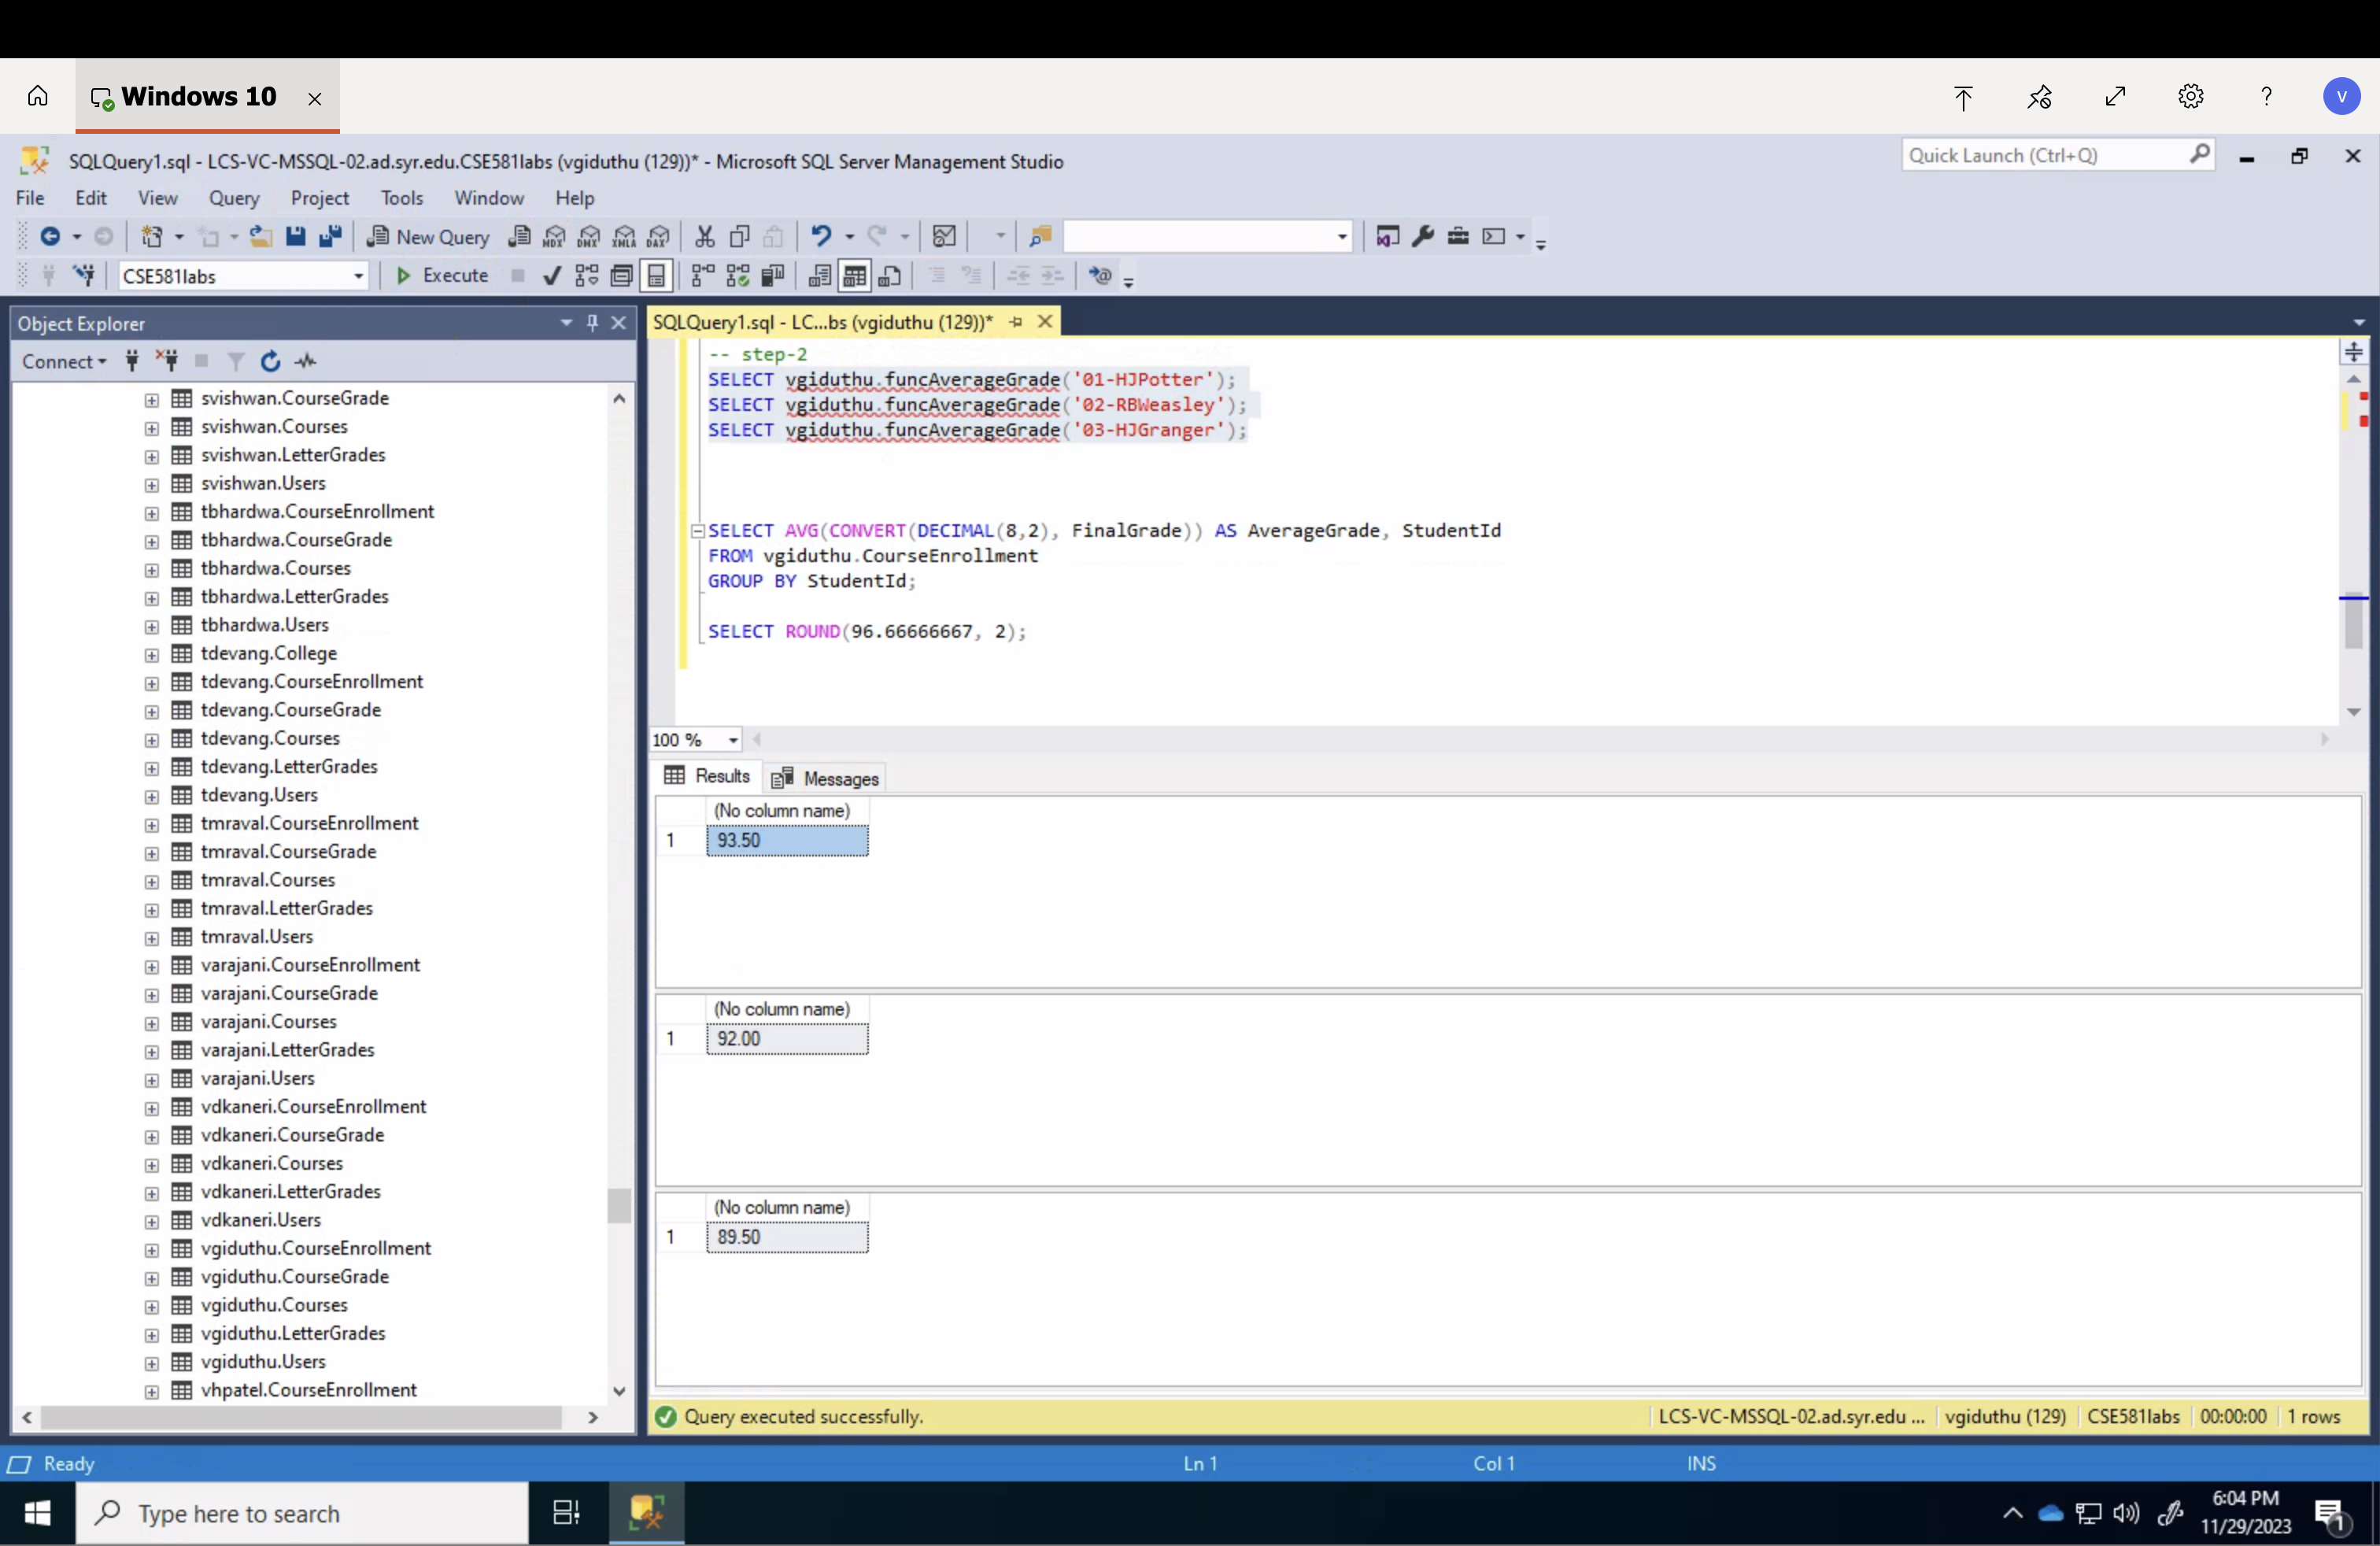 Windows 10
?
V
SQLQuery1.sql - LCS-VC-MSSQL-02.ad.syr.edu.CSE581labs (vgiduthu (129))* - Microsoft SQL Server Management Studio
Quick Launch (Ctrl+Q)
File Edit View Query Project Tools Window Help
New Query MDX DMX XMLA DAX
CSE581labs Execute
Object Explorer
Connect
svishwan.CourseGrade
svishwan.Courses
svishwan.LetterGrades
svishwan.Users
tbhardwa.CourseEnrollment
tbhardwa.CourseGrade
tbhardwa.Courses
tbhardwa.LetterGrades
tbhardwa.Users
tdevang.College
tdevang.CourseEnrollment
tdevang.CourseGrade
tdevang.Courses
tdevang.LetterGrades
tdevang.Users
tmraval.CourseEnrollment
tmraval.CourseGrade
tmraval.Courses
tmraval.LetterGrades
tmraval.Users
varajani.CourseEnrollment
varajani.CourseGrade
varajani.Courses
varajani.LetterGrades
varajani.Users
vdkaneri.CourseEnrollment
vdkaneri.CourseGrade
vdkaneri.Courses
vdkaneri.LetterGrades
vdkaneri.Users
vgiduthu.CourseEnrollment
vgiduthu.CourseGrade
vgiduthu.Courses
vgiduthu.LetterGrades
vgiduthu.Users
vhpatel.CourseEnrollment
SQLQuery1.sql - LC...bs (vgiduthu (129))*
-- step-2
SELECT vgiduthu.funcAverageGrade('01-HJPotter');
SELECT vgiduthu.funcAverageGrade('02-RBWeasley');
SELECT vgiduthu.funcAverageGrade('03-HJGranger');
SELECT AVG(CONVERT(DECIMAL(8,2), FinalGrade)) AS AverageGrade, StudentId
FROM vgiduthu.CourseEnrollment
GROUP BY StudentId;
SELECT ROUND(96.66666667, 2);
100 %
Results Messages
(No column name)
1 93.50
(No column name)
1 92.00
(No column name)
1 89.50
Query executed successfully. LCS-VC-MSSQL-02.ad.syr.edu ... vgiduthu (129) CSE581labs 00:00:00 1 rows
Ready Ln 1 Col 1 INS
Type here to search
6:04 PM
11/29/2023
1